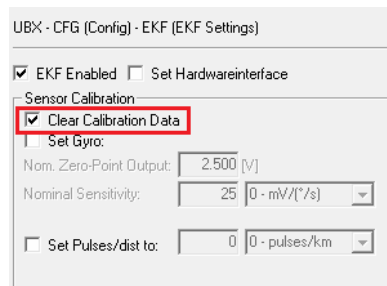 UBX - CFG (Config) - EKF (EKF Settings)
EKF Enabled Set Hardwareinterface
Sensor Calibration
Clear Calibration Data
Set Gyro:
Nom. Zero-Point Output: 2.500 [V]
Nominal Sensitivity: 25 0 - mV/(°/s)
Set Pulses/dist to: 0 0 - pulses/km